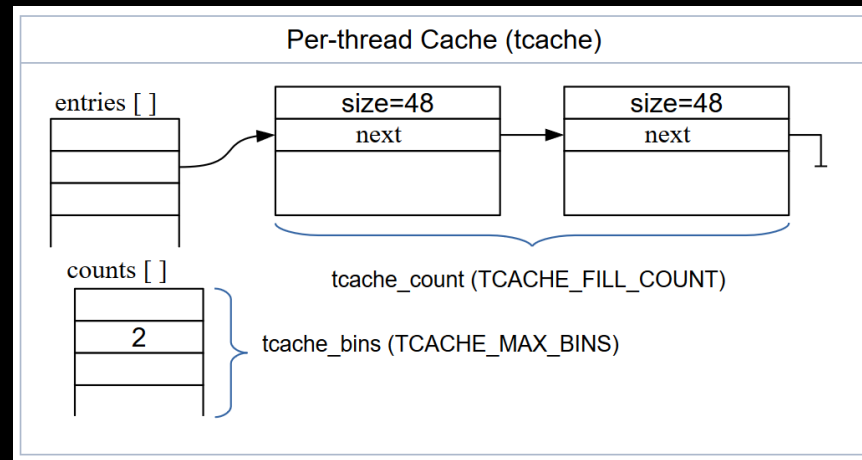 Per-thread Cache (tcache)
entries [ ]
size=48
next
size=48
next
tcache_count (TCACHE_FILL_COUNT)
counts [ ]
2
tcache_bins (TCACHE_MAX_BINS)